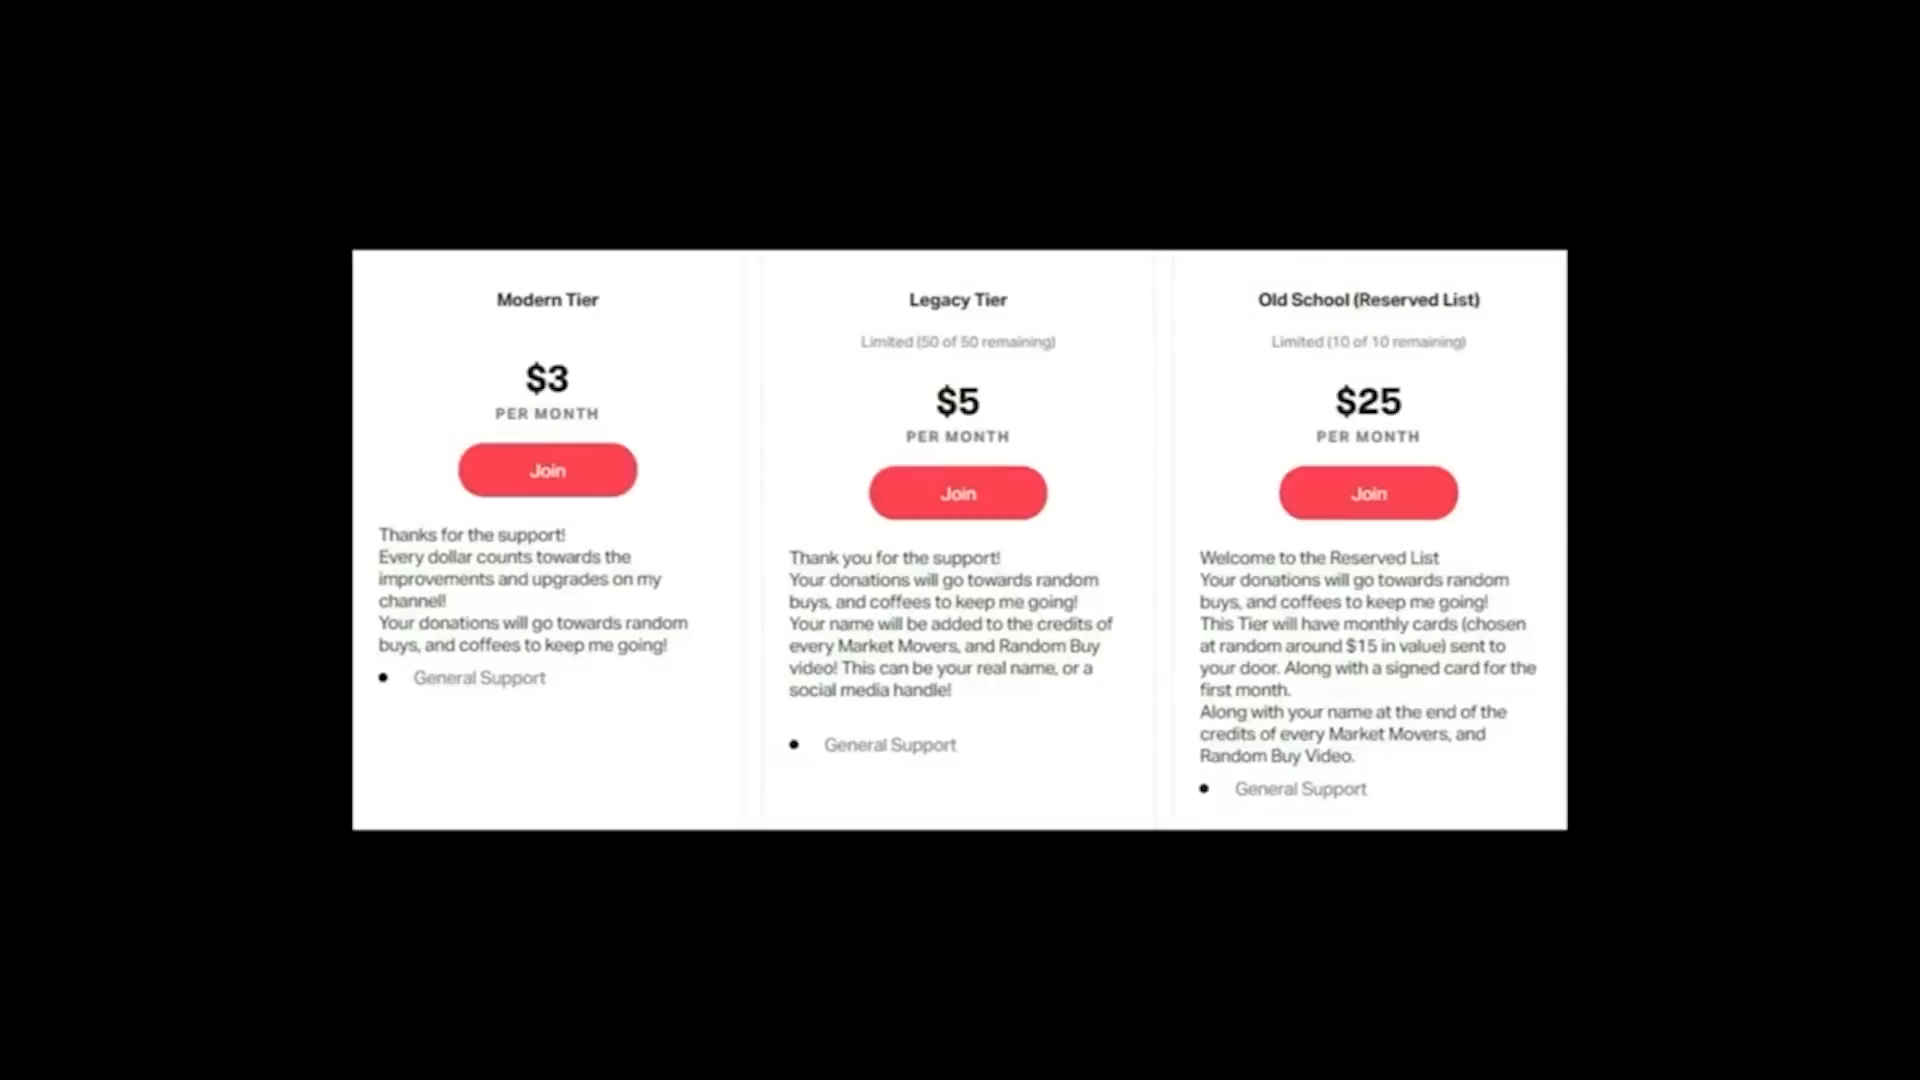 Modern Tier
$3
PER MONTH
Join
Thanks for the support!
Every dollar counts towards the
improvements and upgrades on my
channel!
Your donations will go towards random
buys, and coffees to keep me going!
• General Support
Legacy Tier
Limited (50 of 50 remaining)
$5
PER MONTH
Join
Thank you for the support!
Your donations will go towards random
buys, and coffees to keep me going!
Your name will be added to the credits of
every Market Movers, and Random Buy
video! This can be your real name, or a
social media handle!
• General Support
Old School (Reserved List)
Limited (10 of 10 remaining)
$25
PER MONTH
Join
Welcome to the Reserved List
Your donations will go towards random
buys, and coffees to keep me going!
This Tier will have monthly cards (chosen
at random around $15 in value) sent to
your door. Along with a signed card for the
first month.
Along with your name at the end of the
credits of every Market Movers, and
Random Buy Video.
• General Support